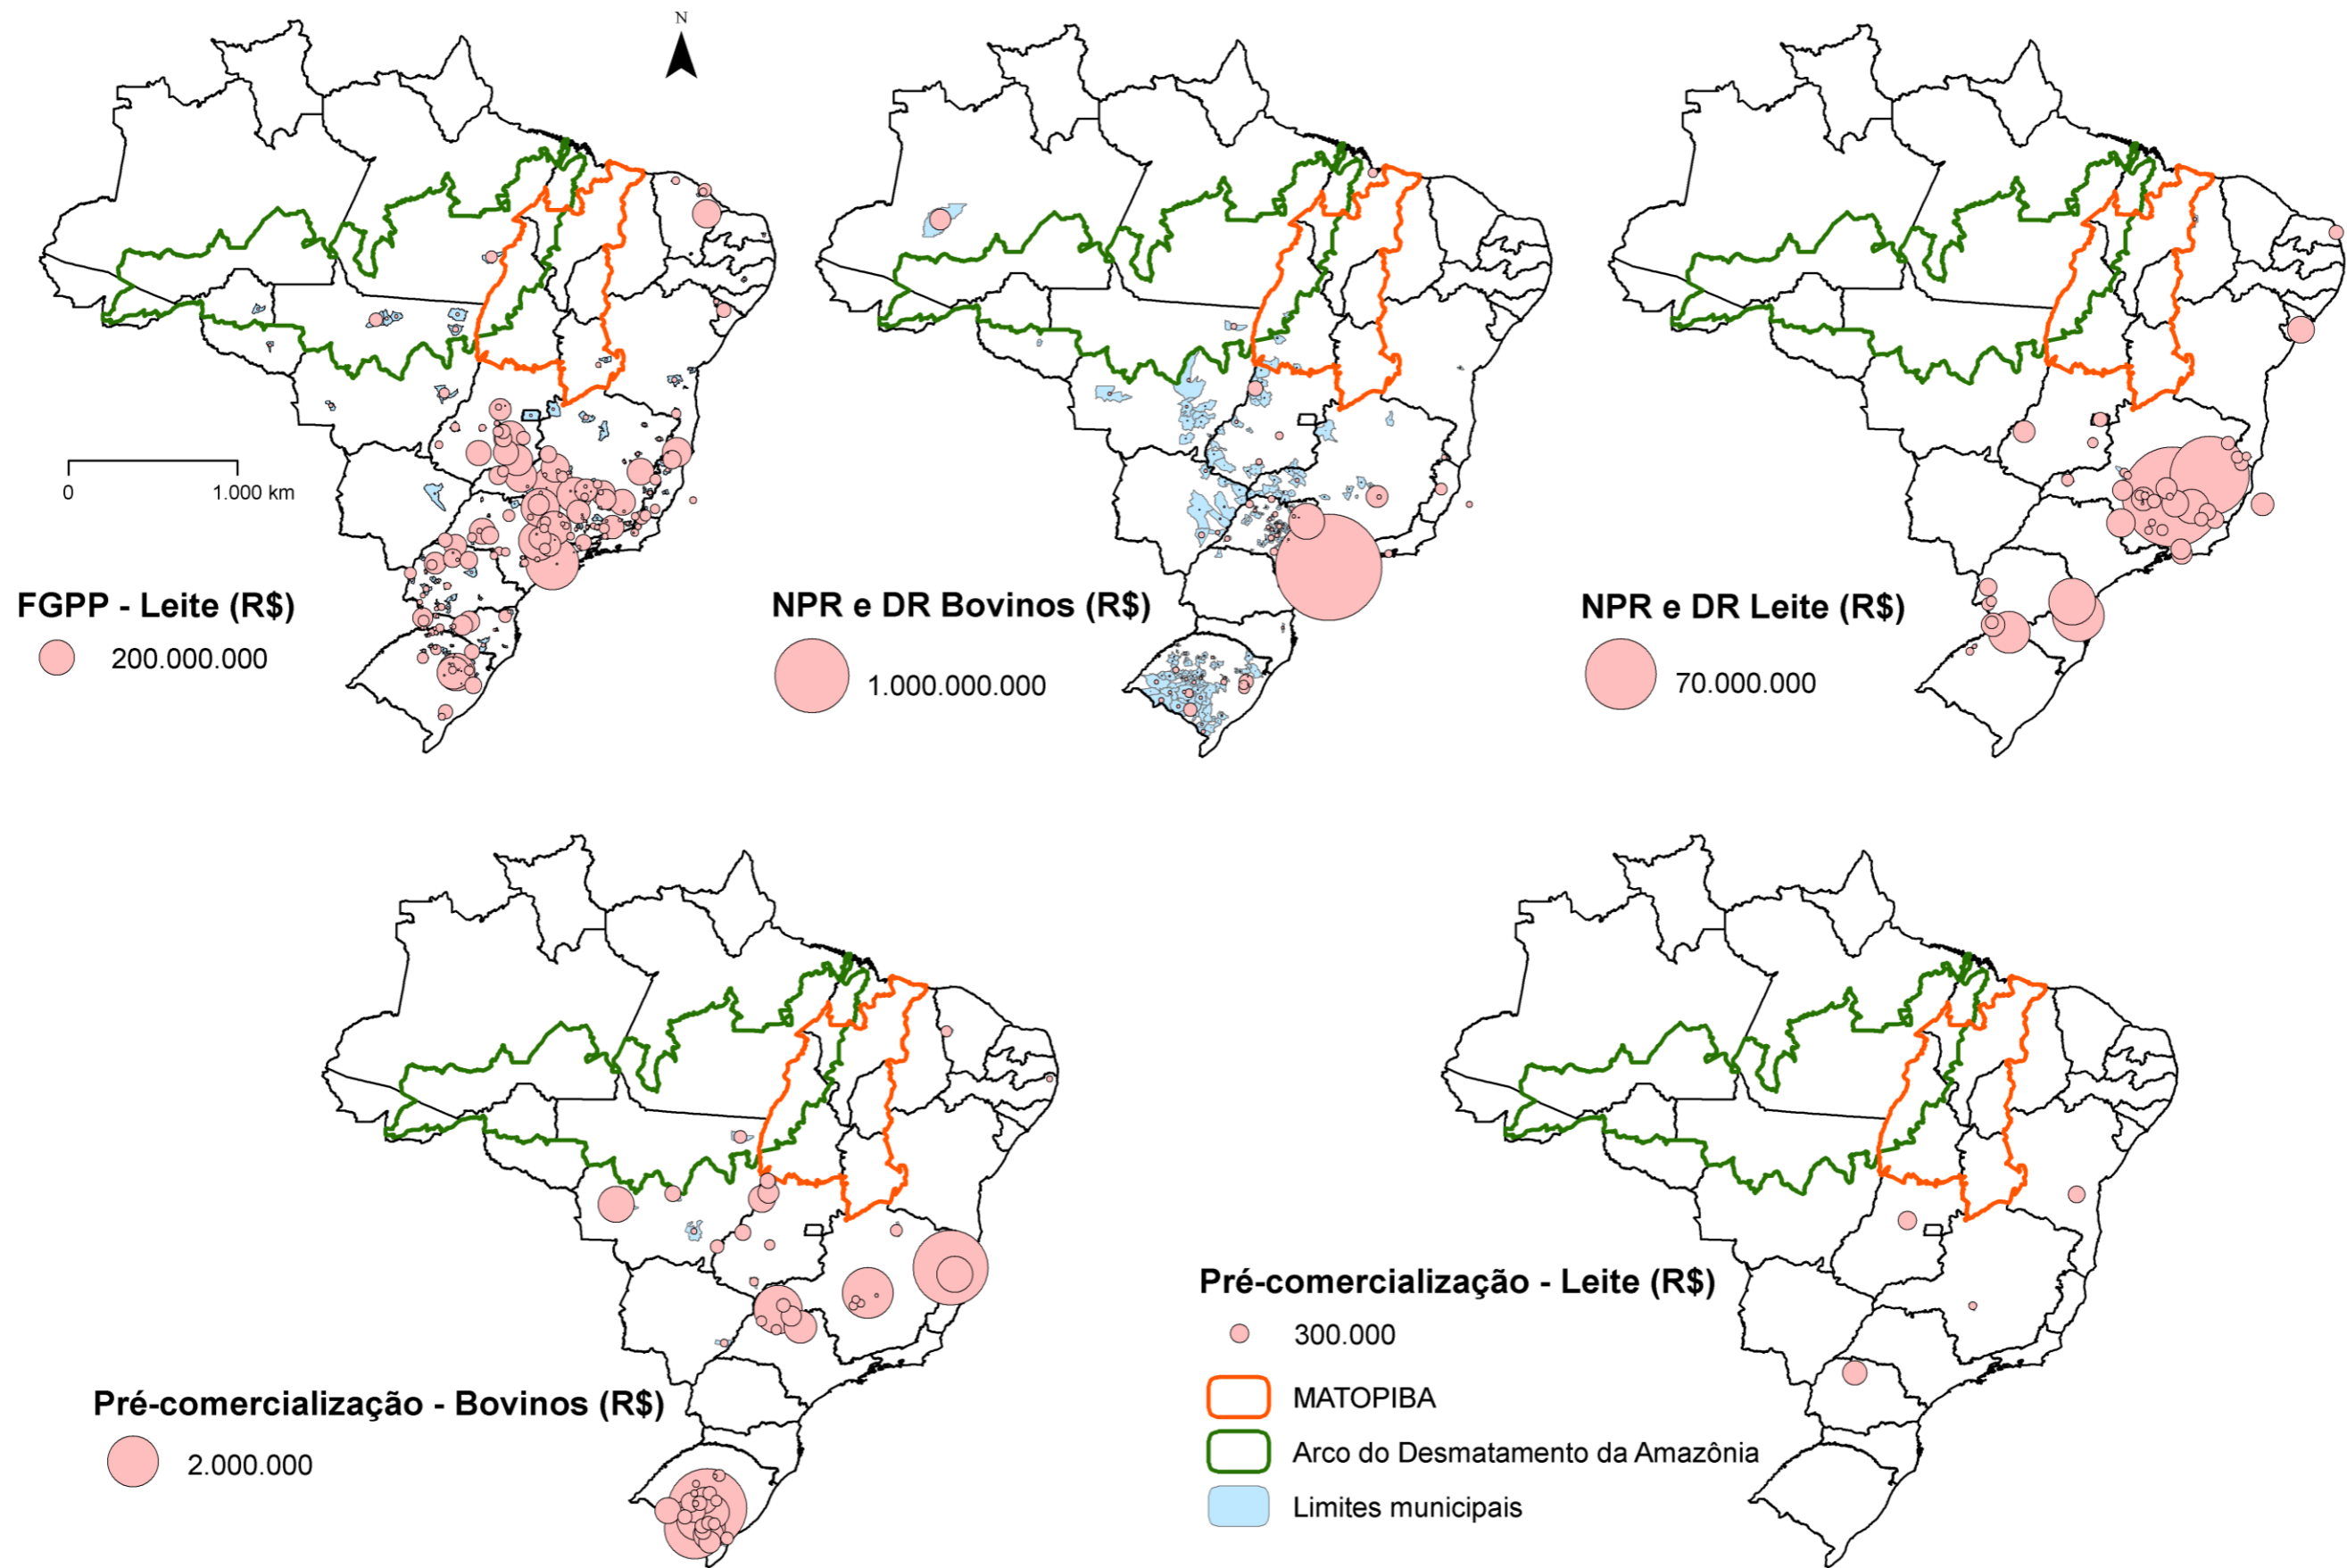 N
0
1.000 km
FGPP - Leite (R$)
200.000.000
NPR e DR Bovinos (R$)
1.000.000.000
NPR e DR Leite (R$)
70.000.000
Pré-comercialização - Bovinos (R$)
2.000.000
Pré-comercialização - Leite (R$)
300.000
MATOPIBA
Arco do Desmatamento da Amazônia
Limites municipais